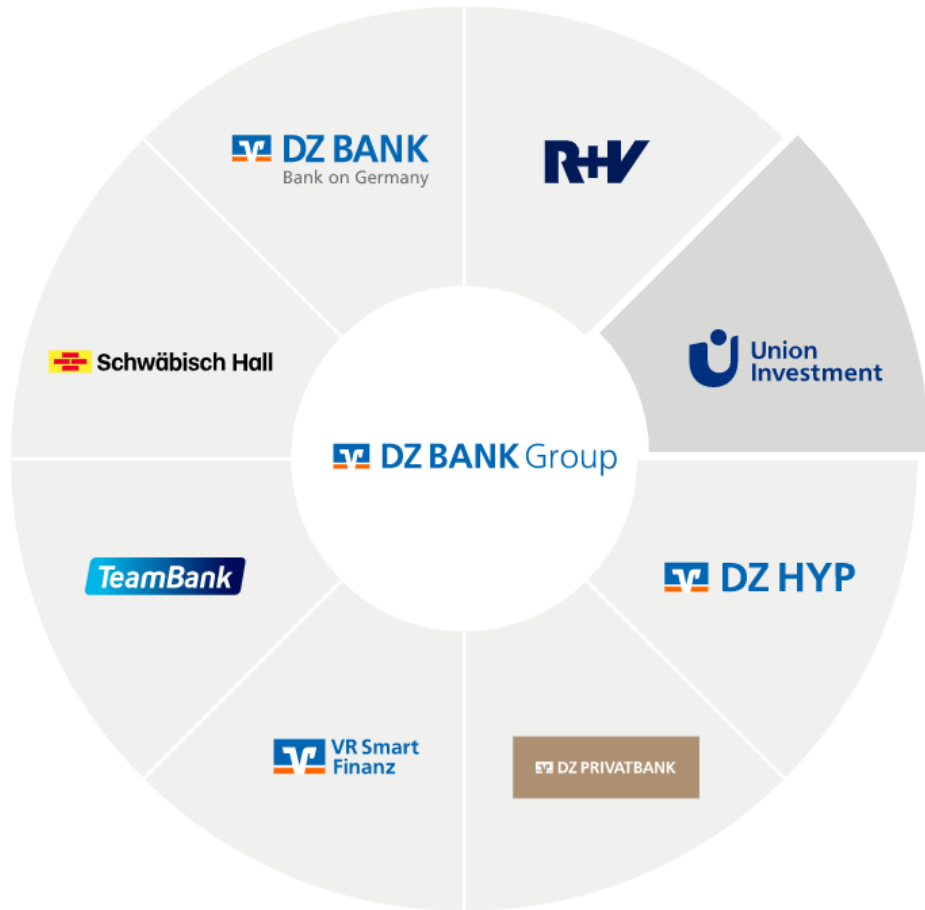 DZ BANK
Bank on Germany
R+V
Schwäbisch Hall
Union
Investment
DZ BANK Group
TeamBank
DZ HYP
VR Smart
Finanz
DZ PRIVATBANK